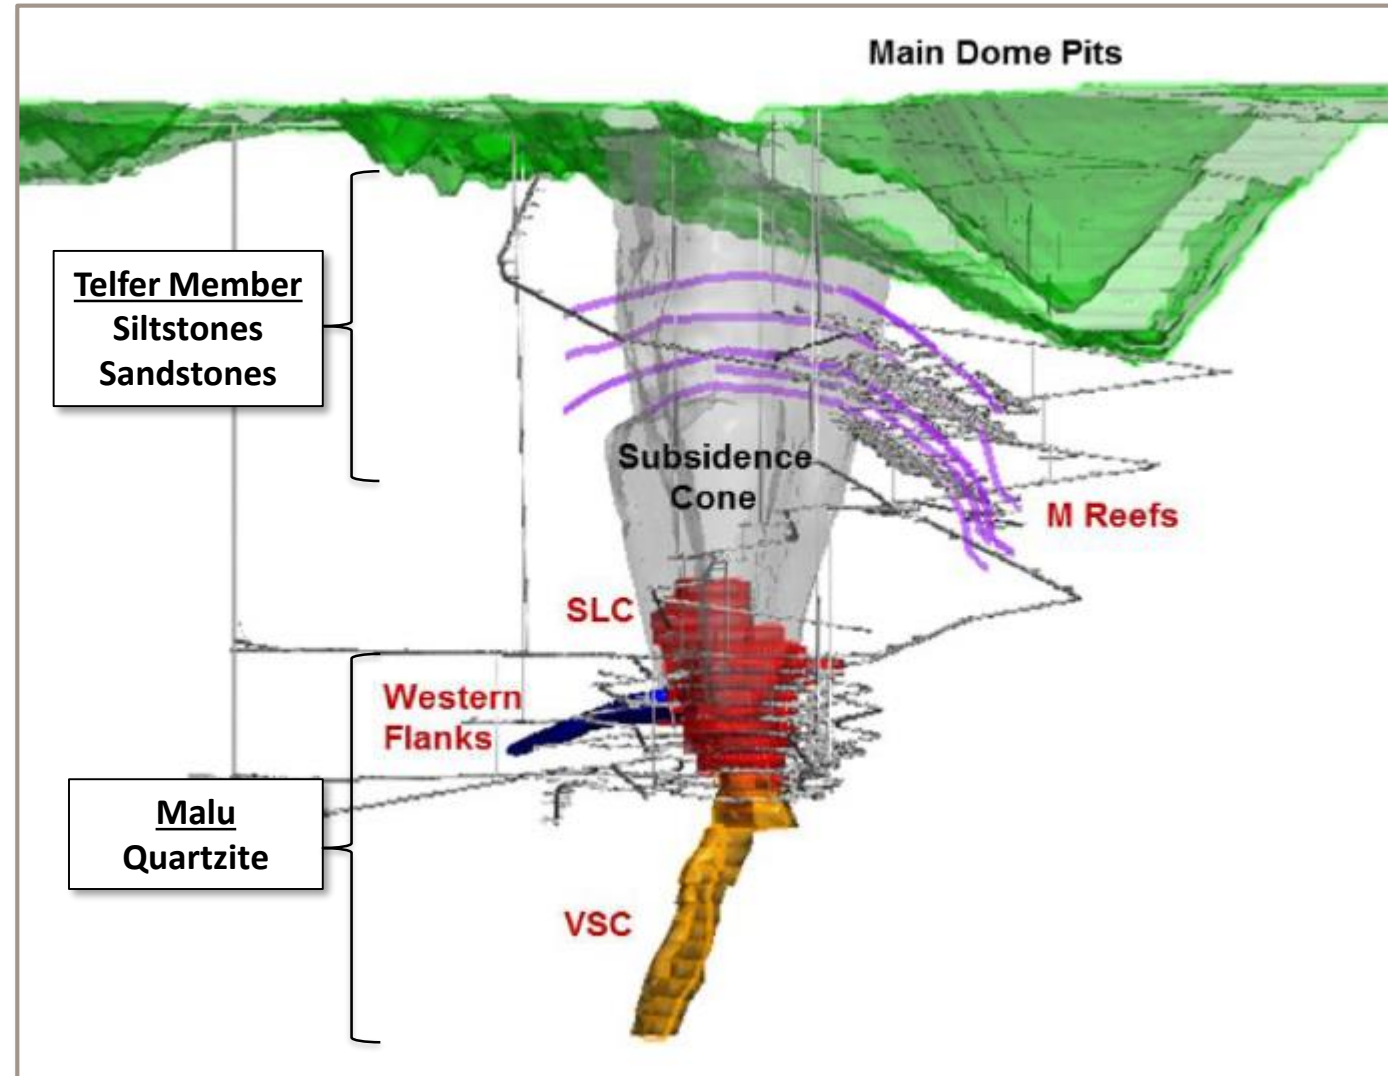 Main Dome Pits
Telfer Member
Siltstones
Sandstones
Subsidence
Cone
M Reefs
SLC
Western
Flanks
Malu
Quartzite
VSC